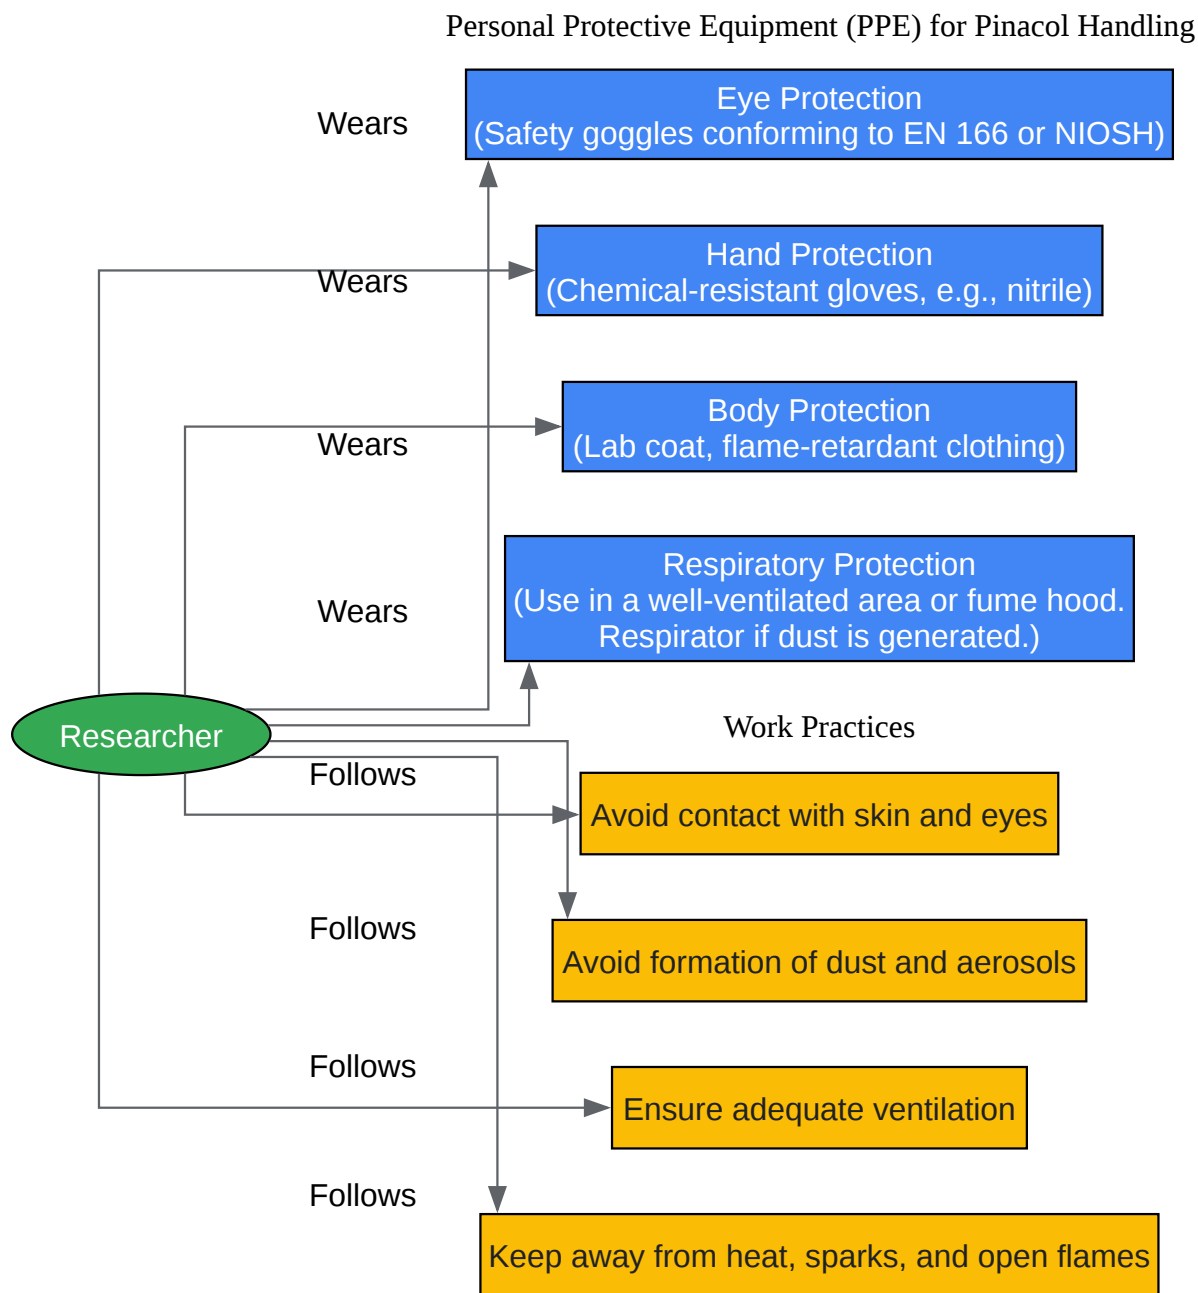 Personal Protective Equipment (PPE) for Pinacol Handling
Wears
Eye Protection
(Safety goggles conforming to EN 166 or NIOSH)
Wears
Hand Protection
(Chemical-resistant gloves, e.g., nitrile)
Wears
Body Protection
(Lab coat, flame-retardant clothing)
Wears
Respiratory Protection
(Use in a well-ventilated area or fume hood.
Respirator if dust is generated.)
Researcher
Work Practices
Follows
Avoid contact with skin and eyes
Follows
Avoid formation of dust and aerosols
Follows
Ensure adequate ventilation
Follows
Keep away from heat, sparks, and open flames